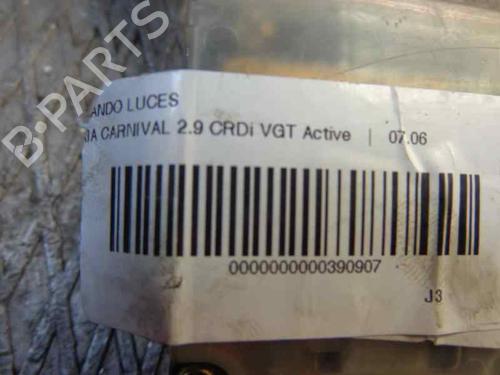 ANDO LUCES
IA CARNIVAL 2.9 CRDi VGT Active | 07.06
0000000000390907
J3
B-PARTS